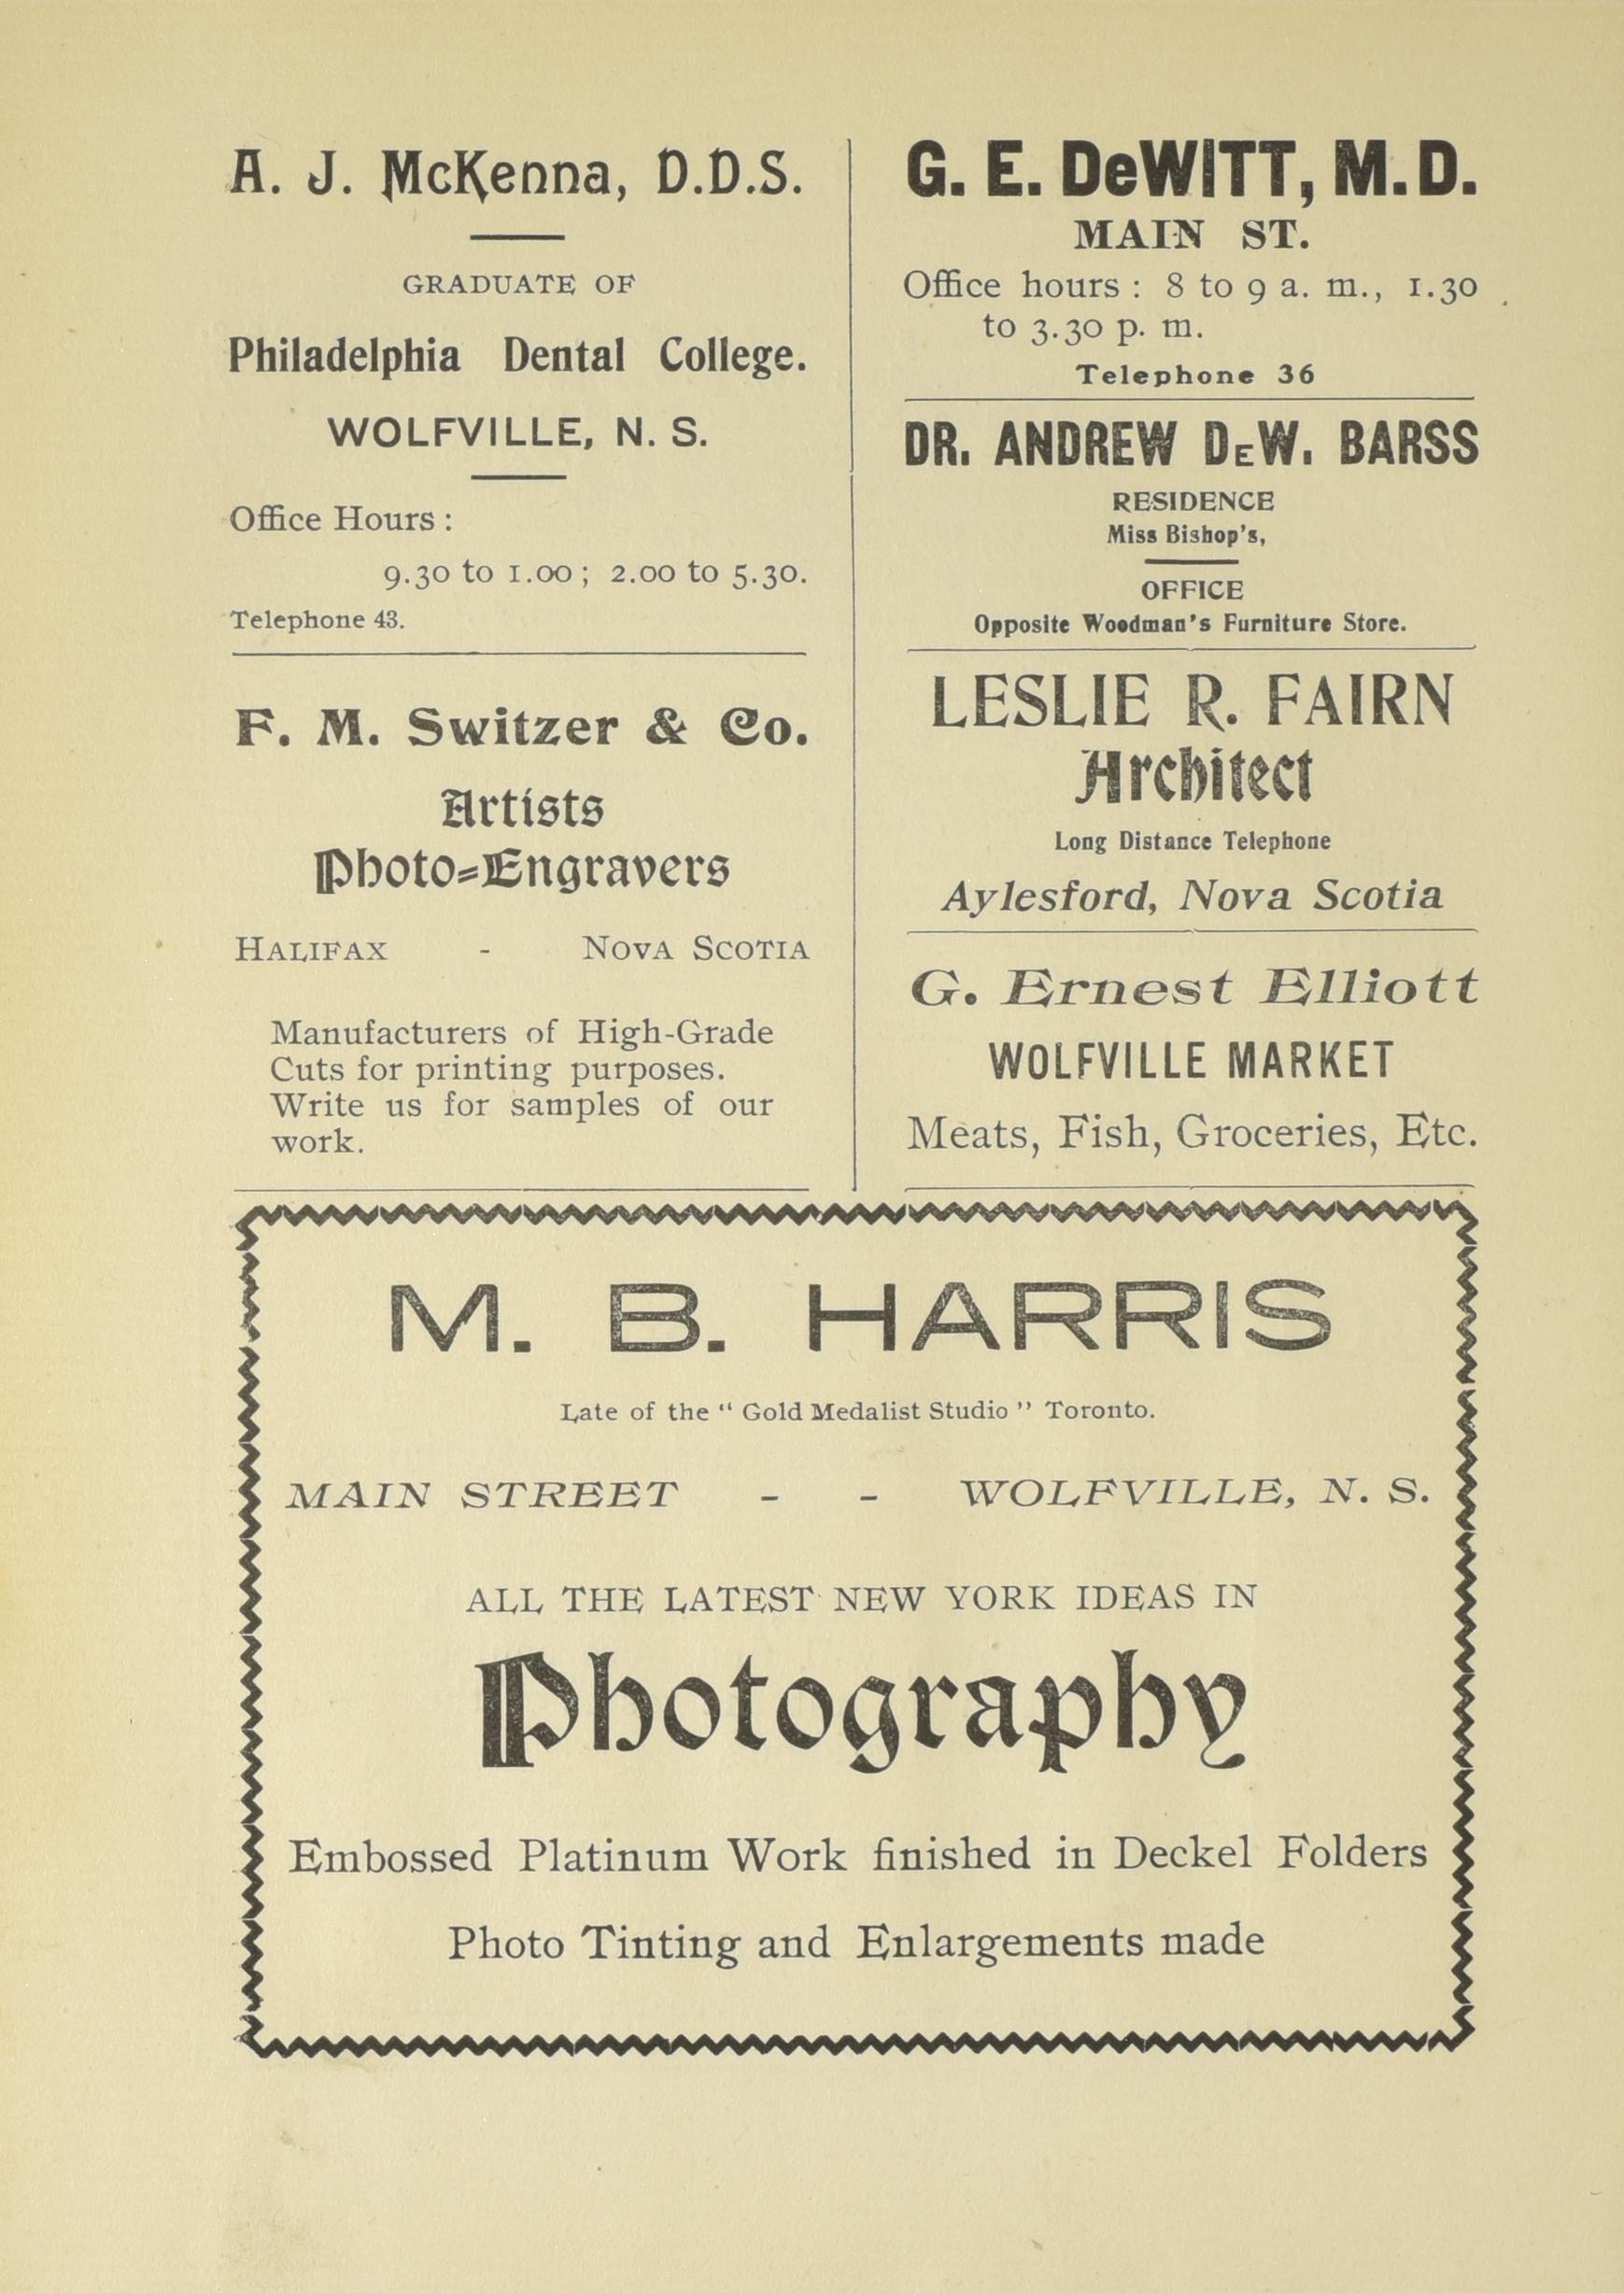 A. J. McKenna, D.D.S.
GRADUATE OF
Philadelphia Dental College.
WOLFVILLE, N. S.
Office Hours :
9.30 to 1.00 ; 2.00 to 5.30.
Telephone 43.
F. M. Switzer & Co.
Artists
Photo=Engravers
HALIFAX - NOVA SCOTIA
Manufacturers of High-Grade
Cuts for printing purposes.
Write us for samples of our
work.
G. E. DeWITT, M.D.
MAIN ST.
Office hours : 8 to 9 a. m., 1.30
to 3.30 p. m.
Telephone 36
DR. ANDREW DEW. BARSS
RESIDENCE
Miss Bishop's,
OFFICE
Opposite Woodman's Furniture Store.
LESLIE R. FAIRN
Architect
Long Distance Telephone
Aylesford, Nova Scotia
G. Ernest Elliott
WOLFVILLE MARKET
Meats, Fish, Groceries, Etc.
M. B. HARRIS
Late of the “ Gold Medalist Studio ” Toronto.
MAIN STREET - - WOLFVILLE, N. S.
ALL THE LATEST NEW YORK IDEAS IN
Photography
Embossed Platinum Work finished in Deckel Folders
Photo Tinting and Enlargements made